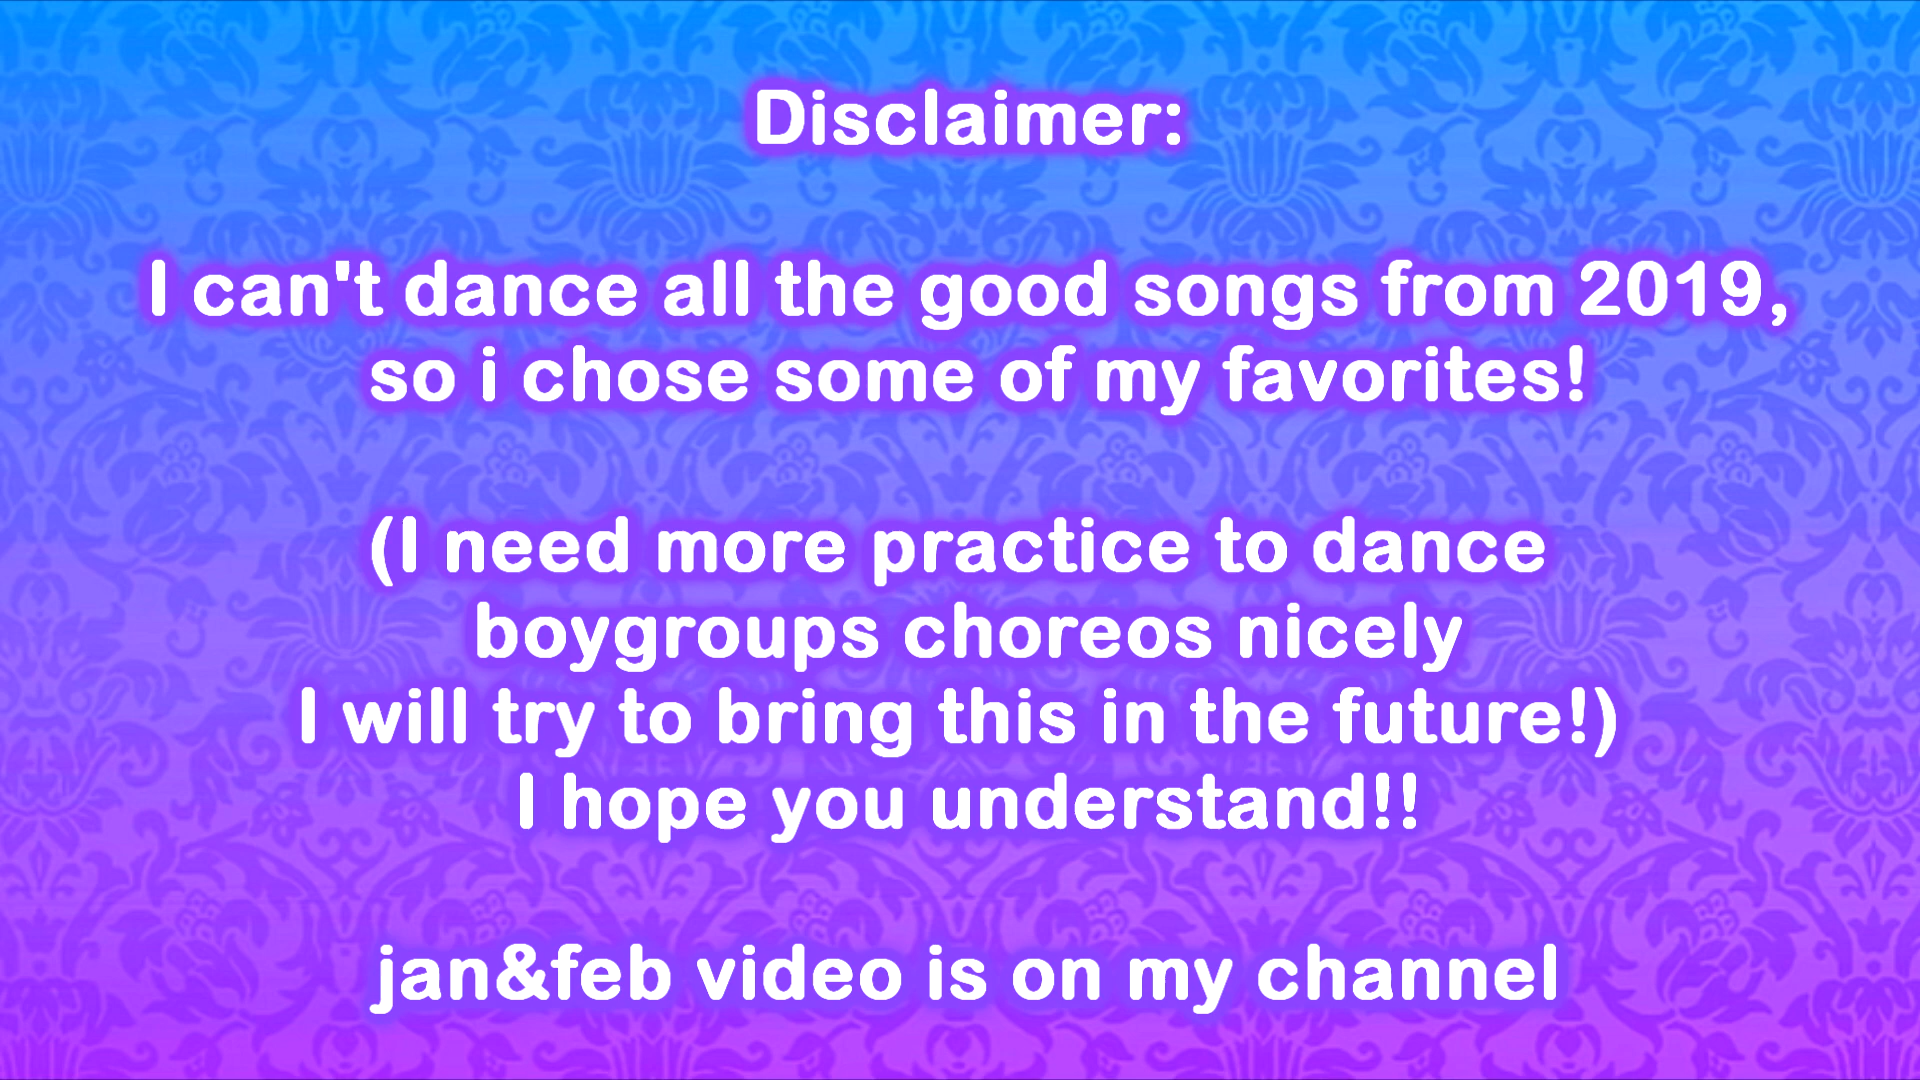 Disclaimer:
I can't dance all the good songs from 2019,
so i chose some of my favorites!
(I need more practice to dance
boygroups choreos nicely
I will try to bring this in the future!)
I hope you understand!!
jan&feb video is on my channel